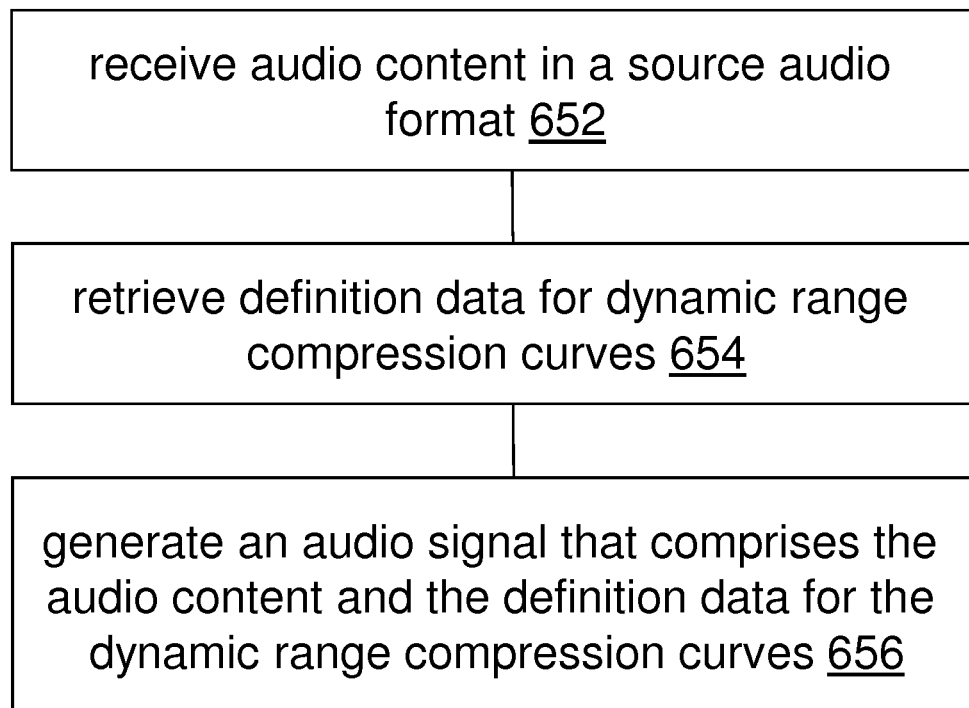 receive audio content in a source audio
format 652
retrieve definition data for dynamic range
compression curves 654
generate an audio signal that comprises the
audio content and the definition data for the
dynamic range compression curves 656